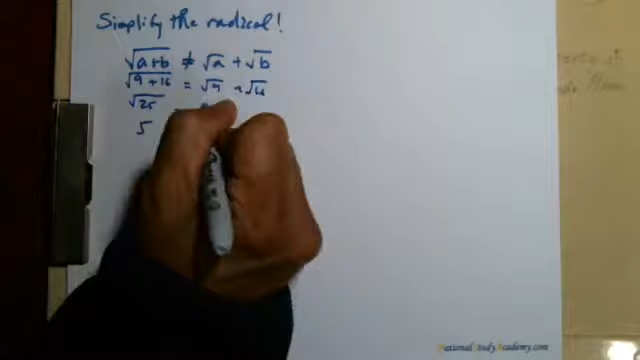 Simplify the radical!
√a+b ≠ √a + √b
√9+16 = √9 + √16
√25 =
5
NationalStudyAcademy.com